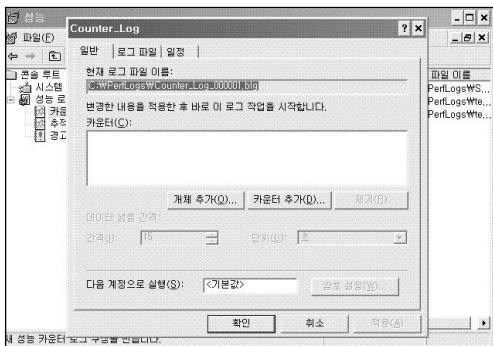 성능
Counter_Log
파일(F)
일반
로그 파일
일정
콘솔 루트
시스템
성능 로
카운
추적
경고
현재 로그 파일 이름:
C:₩PerfLogs₩Counter_Log_000001.blg
변경한 내용을 적용한 후 바로 이 로그 작업을 시작합니다.
카운터(C):
개체 추가(O)...
카운터 추가(D)...
제거(R)
데이터 샘플 간격:
간격(I):
15
단위(U):
초
다음 계정으로 실행(S):
<기본값>
암호 설정(W)...
확인
취소
적용(A)
파일 이름
PerfLogs₩S...
PerfLogs₩te...
PerfLogs₩te...
새 성능 카운터 로그 구성을 만듭니다.